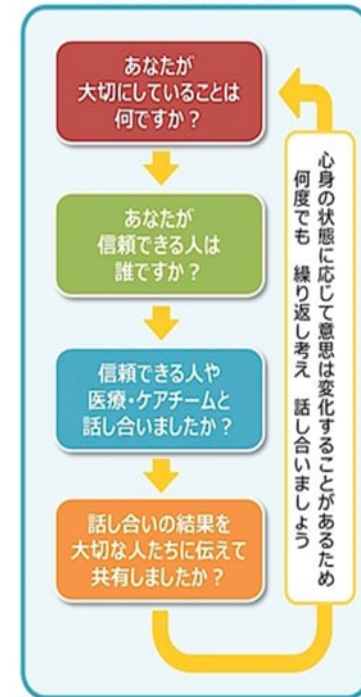 あなたが
大切にしていることは
何ですか？
あなたが
信頼できる人は
誰ですか？
信頼できる人や
医療・ケアチームと
話し合いましたか？
話し合いの結果を
大切な人たちに伝えて
共有しましたか？
心身の状態に応じて意思は変化することがあるため
何度でも　繰り返し考え　話し合いましょう